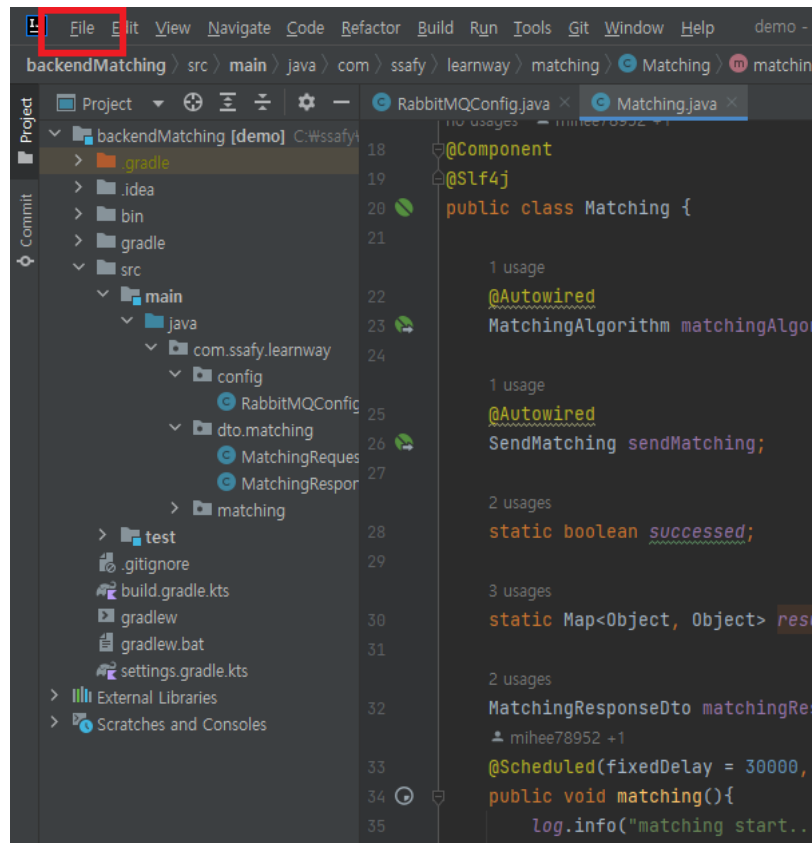 File Edit View Navigate Code Refactor Build Run Tools Git Window Help demo -
backendMatching 〉 src 〉 main 〉 java 〉 com 〉 ssafy 〉 learnway 〉 matching 〉 Matching 〉 matchin
Project
Commit
Project
backendMatching [demo] C:₩ssafy₩
.gradle
.idea
bin
gradle
src
main
java
com.ssafy.learnway
config
RabbitMQConfig
dto.matching
MatchingReques
MatchingRespon
matching
test
.gitignore
build.gradle.kts
gradlew
gradlew.bat
settings.gradle.kts
External Libraries
Scratches and Consoles
RabbitMQConfig.java × Matching.java ×
no usages mihee78952 +1
18 @Component
19 @Slf4j
20 public class Matching {
21
1 usage
22 @Autowired
23 MatchingAlgorithm matchingAlgor
24
1 usage
25 @Autowired
26 SendMatching sendMatching;
27
2 usages
28 static boolean successed;
29
3 usages
30 static Map<Object, Object> resu
31
2 usages
32 MatchingResponseDto matchingRes
mihee78952 +1
33 @Scheduled(fixedDelay = 30000,
34 public void matching(){
35 log.info("matching start..